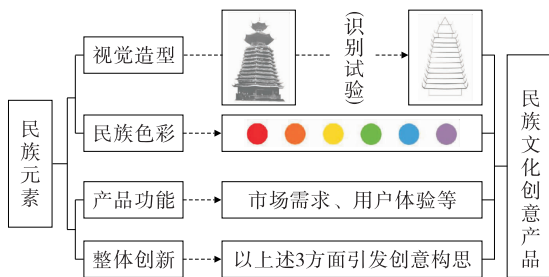 民族元素
视觉造型
(识别试验)
民族色彩
产品功能
市场需求、用户体验等
整体创新
以上述3方面引发创意构思
民族文化创意产品